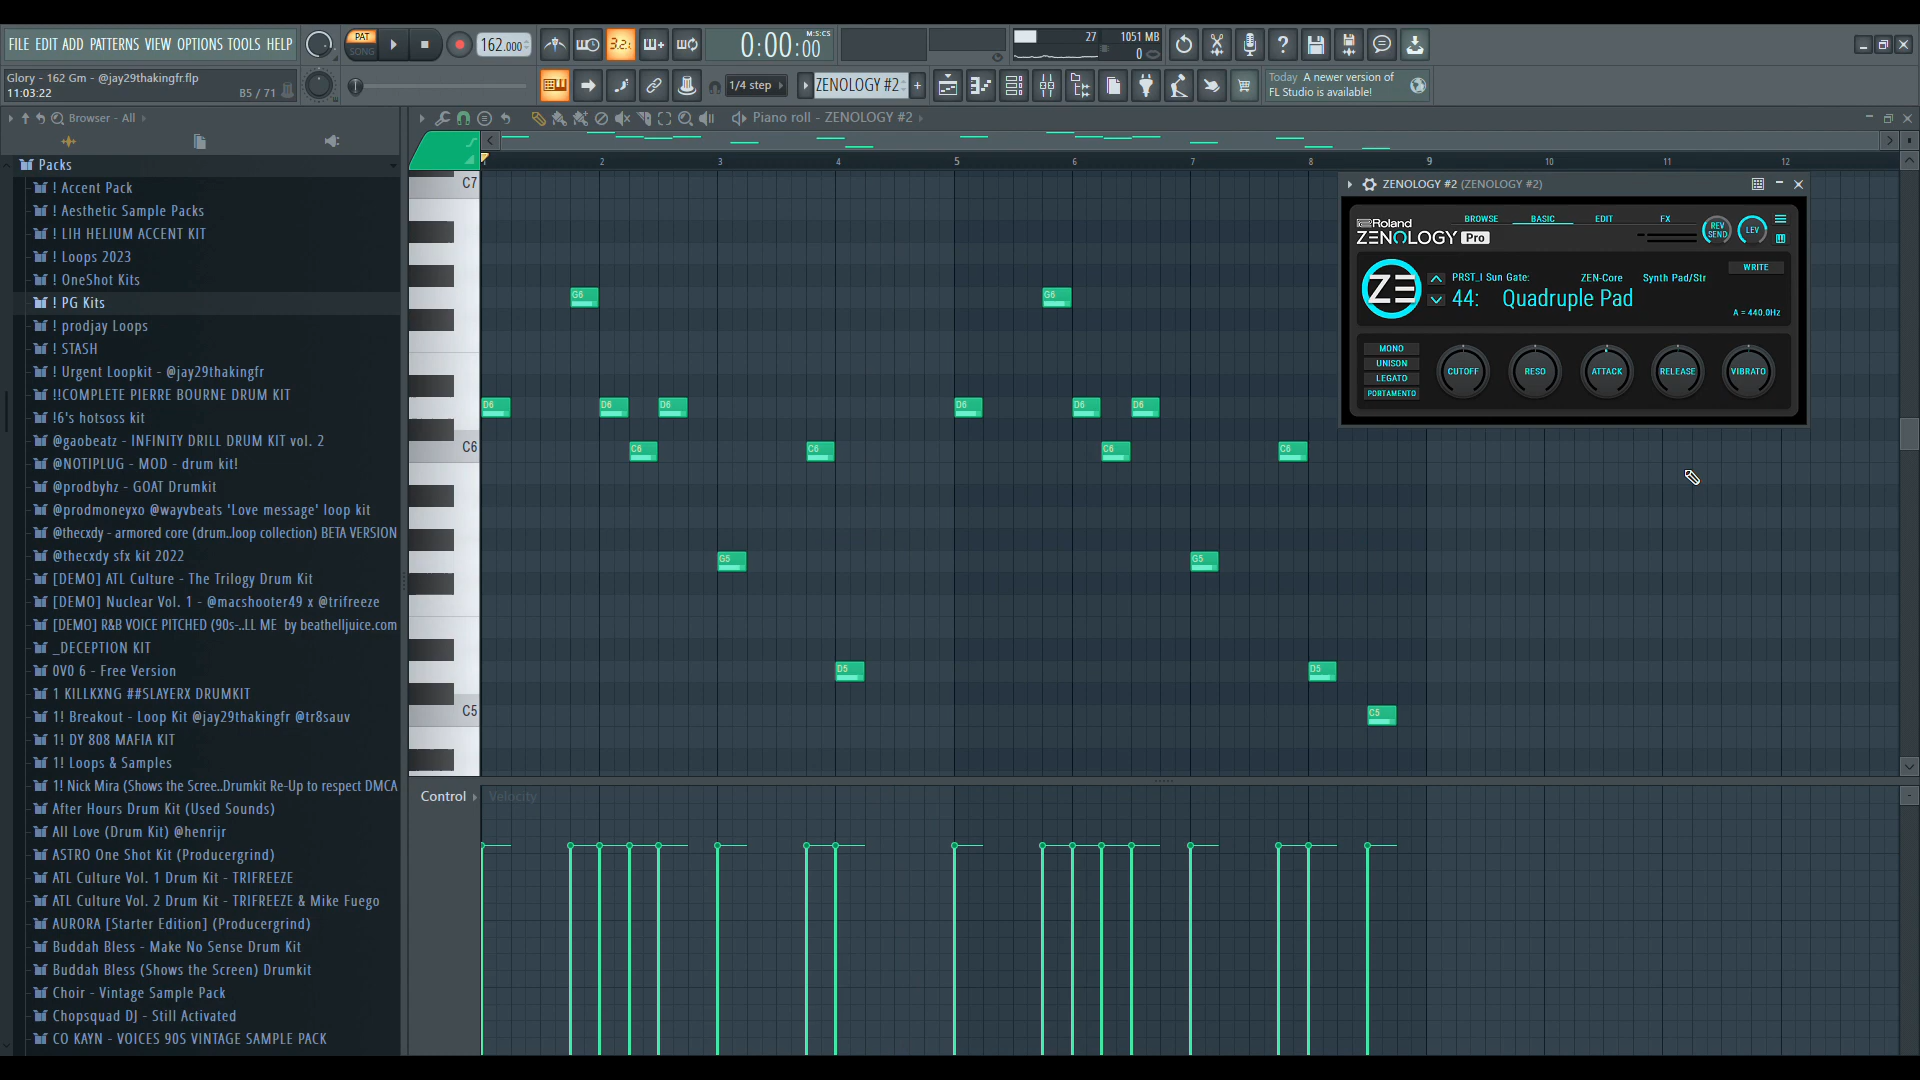 FILE EDIT ADD PATTERNS VIEW OPTIONS TOOLS HELP
PAT
SONG
162.000
3.2.
0:00:00
M:S:CS
27
1051 MB
0
Glory - 162 Gm - @jay29thakingfr.flp
11:03:22
B5 / 71
1/4 step
ZENOLOGY #2
+
Today A newer version of
FL Studio is available!
Browser - All
Piano roll - ZENOLOGY #2
Packs
! Accent Pack
! Aesthetic Sample Packs
! LIH HELIUM ACCENT KIT
! Loops 2023
! OneShot Kits
! PG Kits
! prodjay Loops
! STASH
! Urgent Loopkit - @jay29thakingfr
!!COMPLETE PIERRE BOURNE DRUM KIT
!6's hotsoss kit
@gaobeatz - INFINITY DRILL DRUM KIT vol. 2
@NOTIPLUG - MOD - drum kit!
@prodbyhz - GOAT Drumkit
@prodmoneyxo @wayvbeats 'Love message' loop kit
@thecxdy - armored core (drum..loop collection) BETA VERSION
@thecxdy sfx kit 2022
[DEMO] ATL Culture - The Trilogy Drum Kit
[DEMO] Nuclear Vol. 1 - @macshooter49 x @trifreeze
[DEMO] R&B VOICE PITCHED (90s-..LL ME  by beathelljuice.com
_DECEPTION KIT
0V0 6 - Free Version
1 KILLKXNG ##SLAYERX DRUMKIT
1! Breakout - Loop Kit @jay29thakingfr @tr8sauv
1! DY 808 MAFIA KIT
1! Loops & Samples
1! Nick Mira (Shows the Scree..Drumkit Re-Up to respect DMCA
After Hours Drum Kit (Used Sounds)
All Love (Drum Kit) @henrijr
ASTRO One Shot Kit (Producergrind)
ATL Culture Vol. 1 Drum Kit - TRIFREEZE
ATL Culture Vol. 2 Drum Kit - TRIFREEZE & Mike Fuego
AURORA [Starter Edition] (Producergrind)
Buddah Bless - Make No Sense Drum Kit
Buddah Bless (Shows the Screen) Drumkit
Choir - Vintage Sample Pack
Chopsquad DJ - Still Activated
CO KAYN - VOICES 90S VINTAGE SAMPLE PACK
2 3 4 5 6 7 8 9 10 11 12
C7
G6 G6
D6 D6 D6 D6 D6 D6
C6 C6 C6 C6 C6
G5 G5
D5 D5
C5 C5
Control
Velocity
ZENOLOGY #2 (ZENOLOGY #2)
Roland
ZENOLOGY Pro
BROWSE BASIC EDIT FX
REV SEND
LEV
ZE
PRST_I Sun Gate: ZEN-Core Synth Pad/Str
WRITE
44: Quadruple Pad
A = 440.0Hz
MONO
UNISON
LEGATO
PORTAMENTO
CUTOFF RESO ATTACK RELEASE VIBRATO